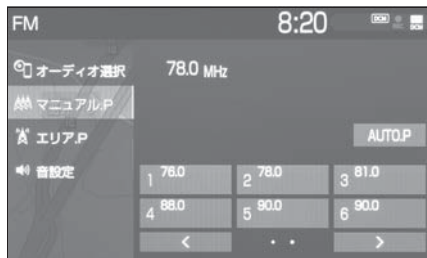 FM 8:20 DCM DCM
オーディオ選択 78.0 MHz
マニュアル.P
エリア.P AUTO.P
音設定
1 76.0 2 78.0 3 81.0
4 88.0 5 90.0 6 90.0
< · · >